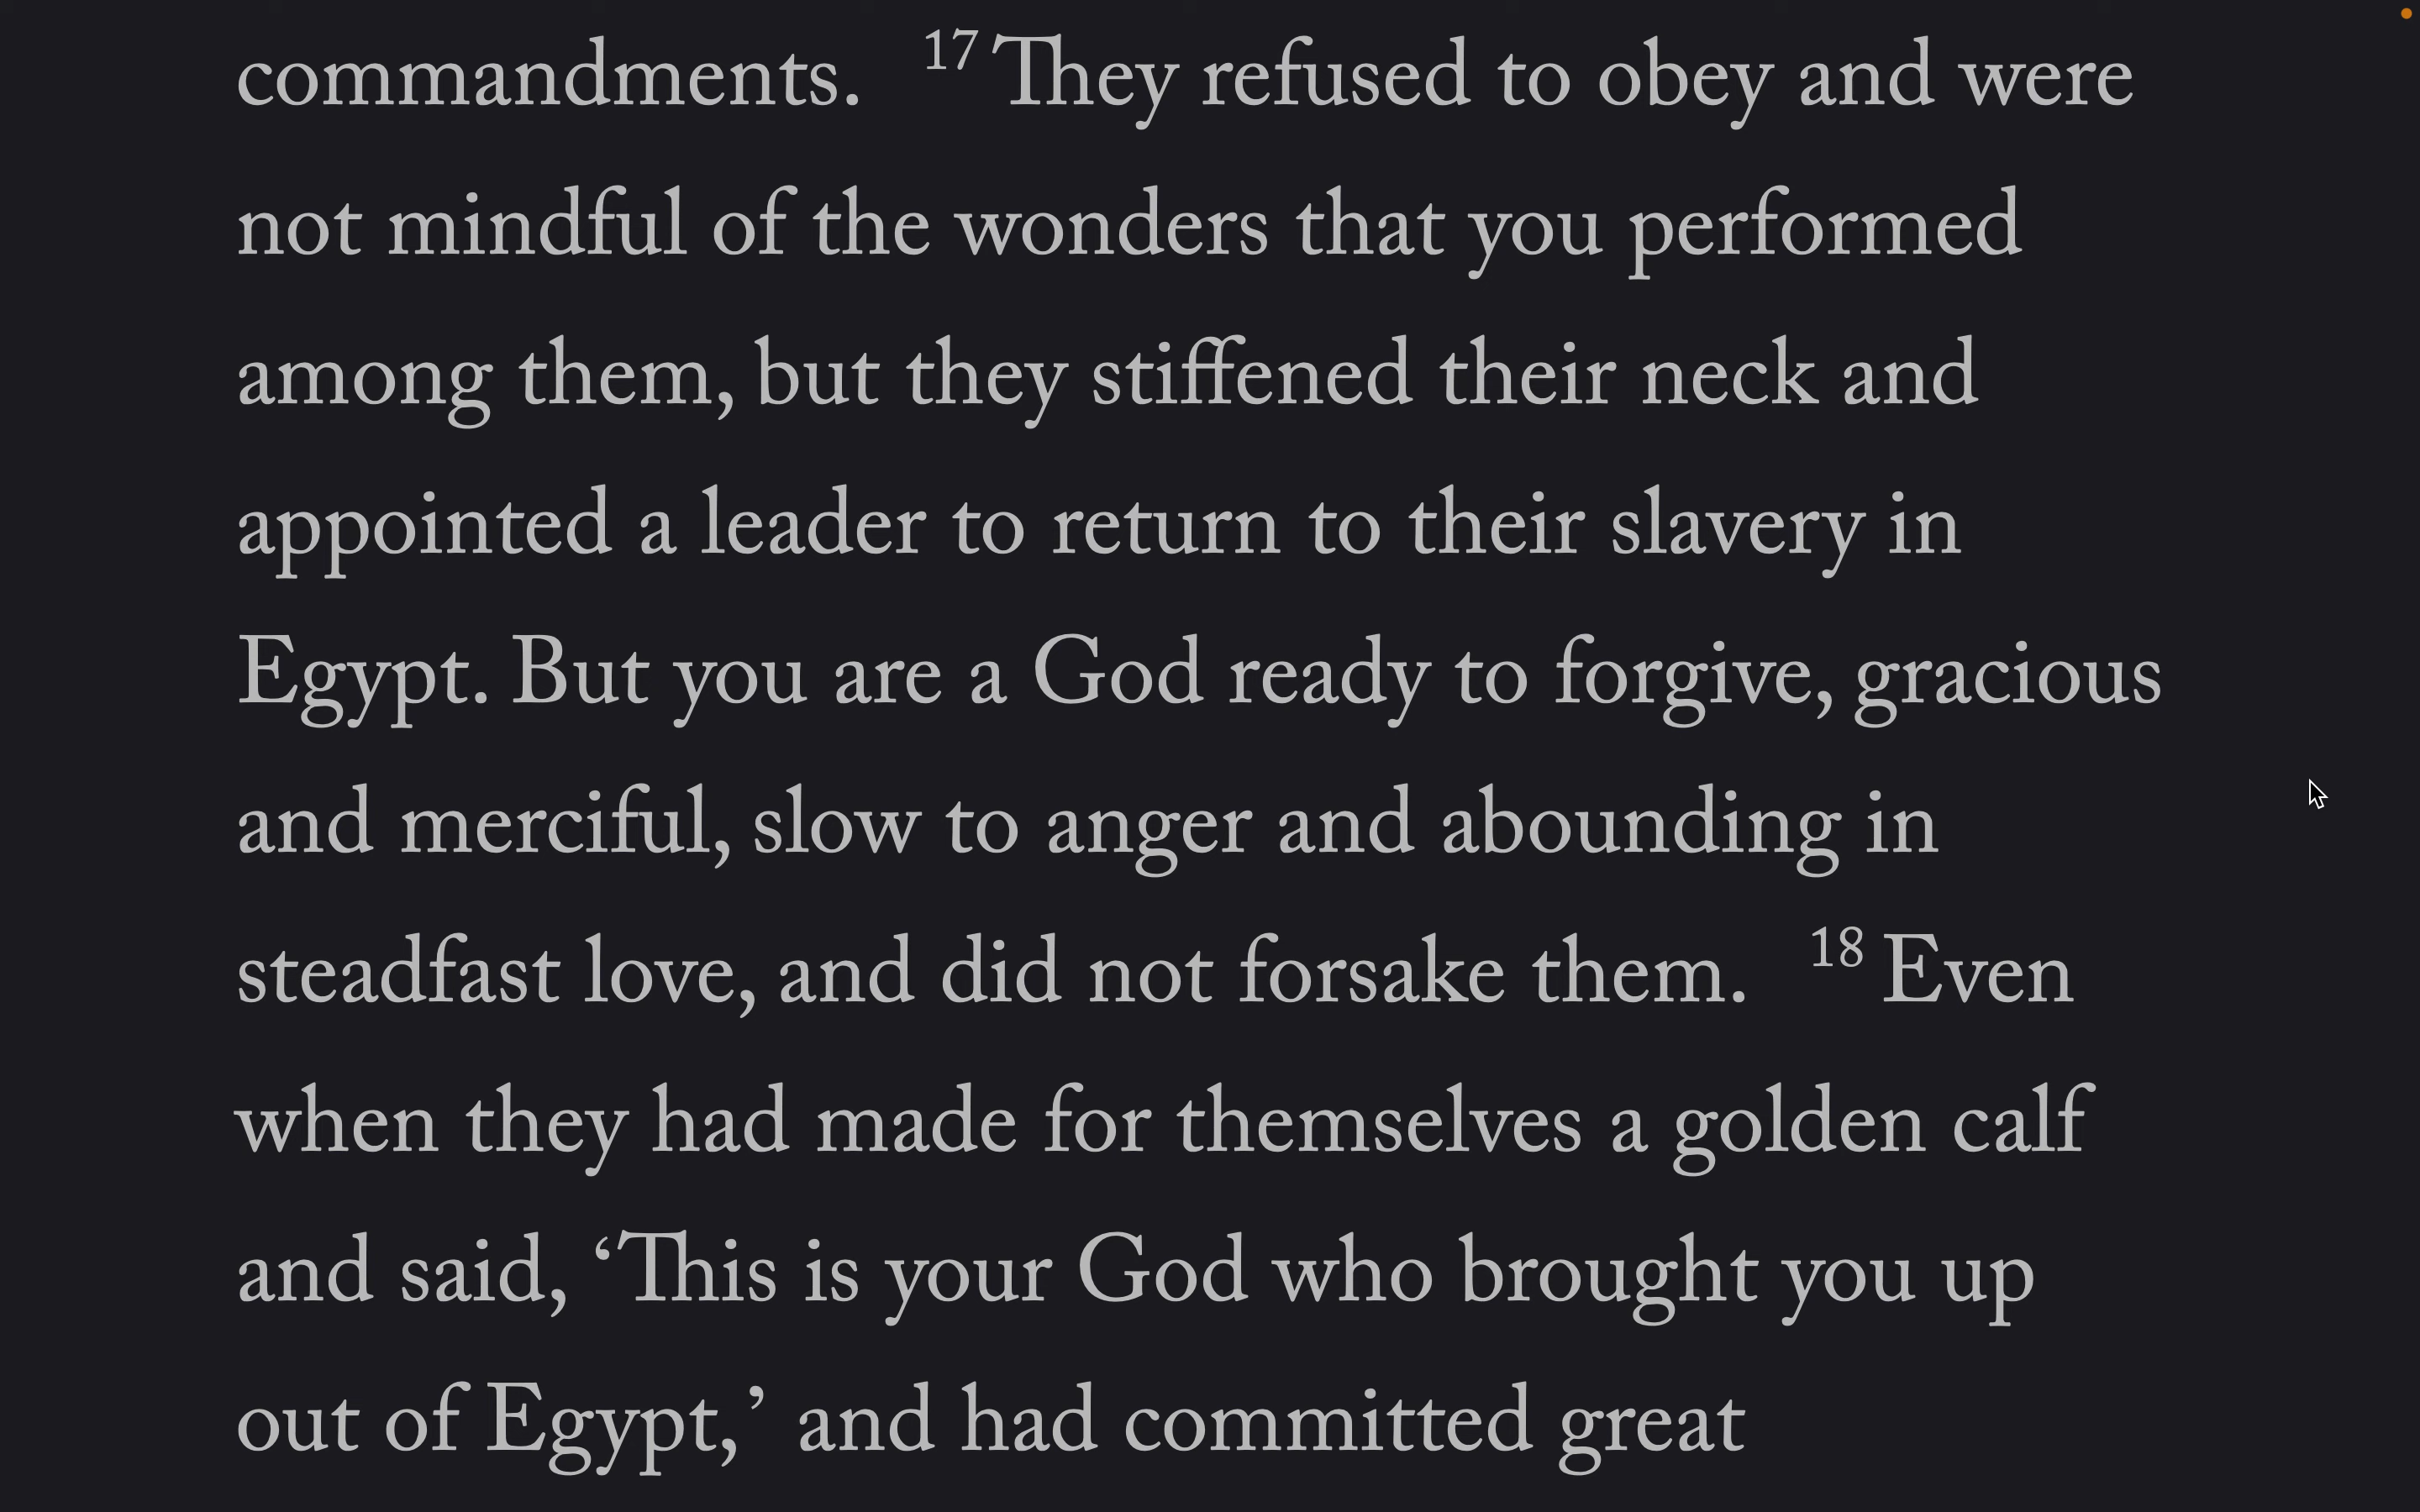 commandments. 17 They refused to obey and were
not mindful of the wonders that you performed
among them, but they stiffened their neck and
appointed a leader to return to their slavery in
Egypt. But you are a God ready to forgive, gracious
and merciful, slow to anger and abounding in
steadfast love, and did not forsake them. 18 Even
when they had made for themselves a golden calf
and said, ‘This is your God who brought you up
out of Egypt,’ and had committed great